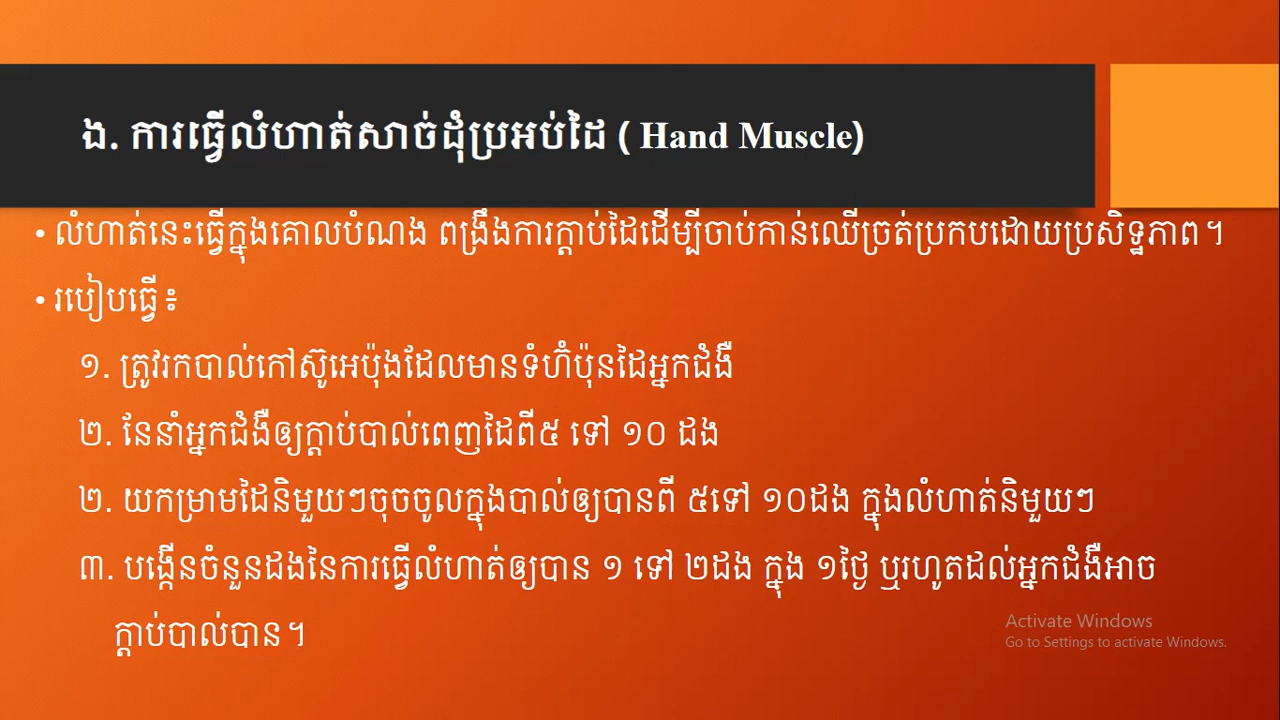 ង. ការធ្វើលំហាត់សាច់ដុំប្រអប់ដៃ ( Hand Muscle)
• លំហាត់នេះធ្វើក្នុងគោលបំណង ពង្រឹងការក្ដាប់ដៃដើម្បីចាប់កាន់ឈើច្រត់ប្រកបដោយប្រសិទ្ធភាព។
• របៀបធ្វើ៖
១. ត្រូវរកបាល់កៅស៊ូអេប៉ុងដែលមានទំហ៊ំប៉ុនដៃអ្នកជំងឺ
២. នែនាំអ្នកជំងឺឲ្យក្ដាប់បាល់ពេញដៃពី៥ ទៅ ១០ ដង
២. យកម្រាមដៃនិមួយៗចុចចូលក្នុងបាល់ឲ្យបានពី ៥ទៅ ១០ដង ក្នុងលំហាត់និមួយៗ
៣. បង្កើនចំនួនដងនៃការធ្វើលំហាត់ឲ្យបាន ១ ទៅ ២ដង ក្នុង ១ថ្ងៃ ឬរហូតដល់អ្នកជំងឺអាច
ក្ដាប់បាល់បាន។
Activate Windows
Go to Settings to activate Windows.